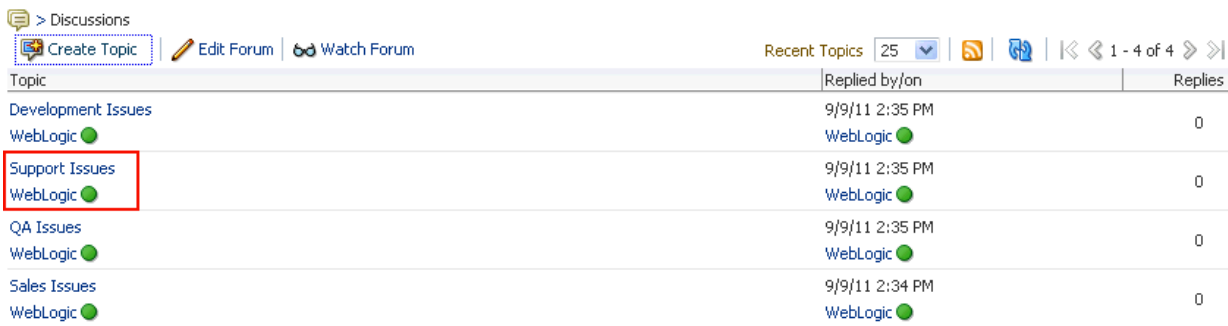 > Discussions
Create Topic Edit Forum Watch Forum Recent Topics 25 1 - 4 of 4
Topic Replied by/on Replies
Development Issues 9/9/11 2:35 PM
WebLogic WebLogic 0
Support Issues 9/9/11 2:35 PM
WebLogic WebLogic 0
QA Issues 9/9/11 2:35 PM
WebLogic WebLogic 0
Sales Issues 9/9/11 2:34 PM
WebLogic WebLogic 0